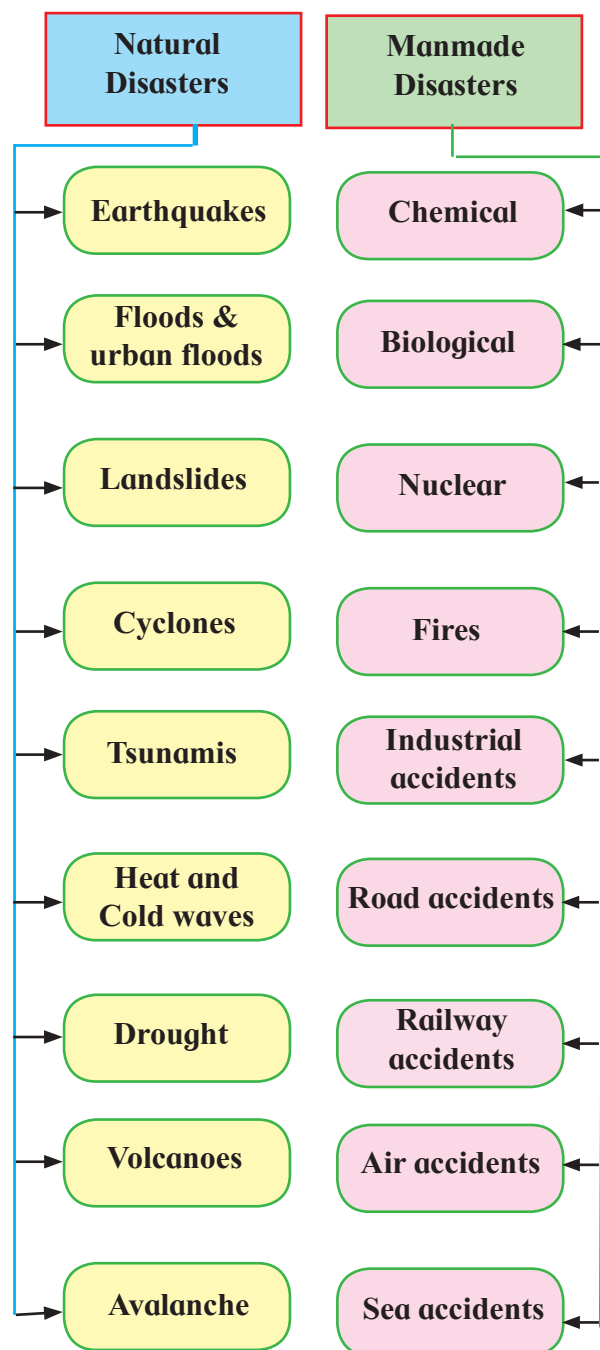 Natural
Disasters
Manmade
Disasters
Earthquakes
Floods &
urban floods
Landslides
Cyclones
Tsunamis
Heat and
Cold waves
Drought
Volcanoes
Avalanche
Chemical
Biological
Nuclear
Fires
Industrial
accidents
Road accidents
Railway
accidents
Air accidents
Sea accidents